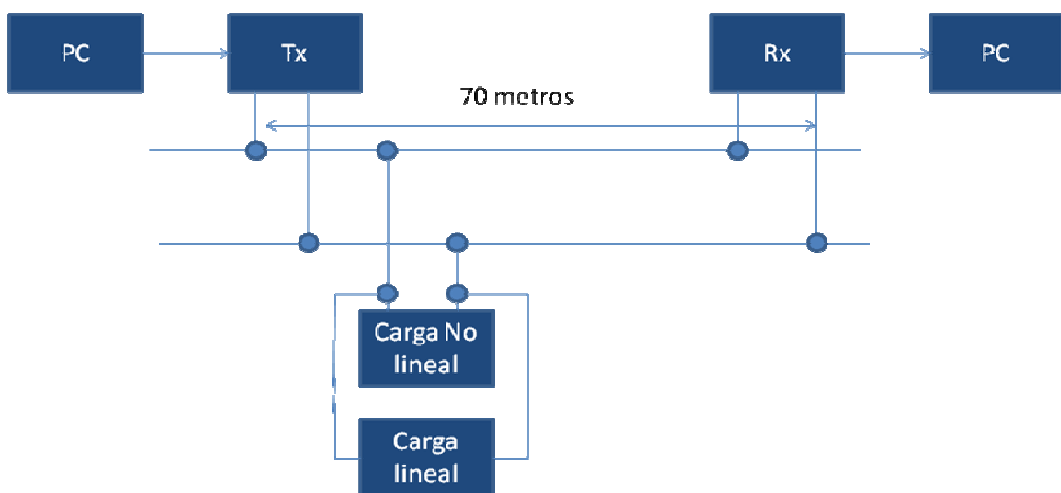 PC
Tx
Rx
PC
70 metros
Carga No
lineal
Carga
lineal